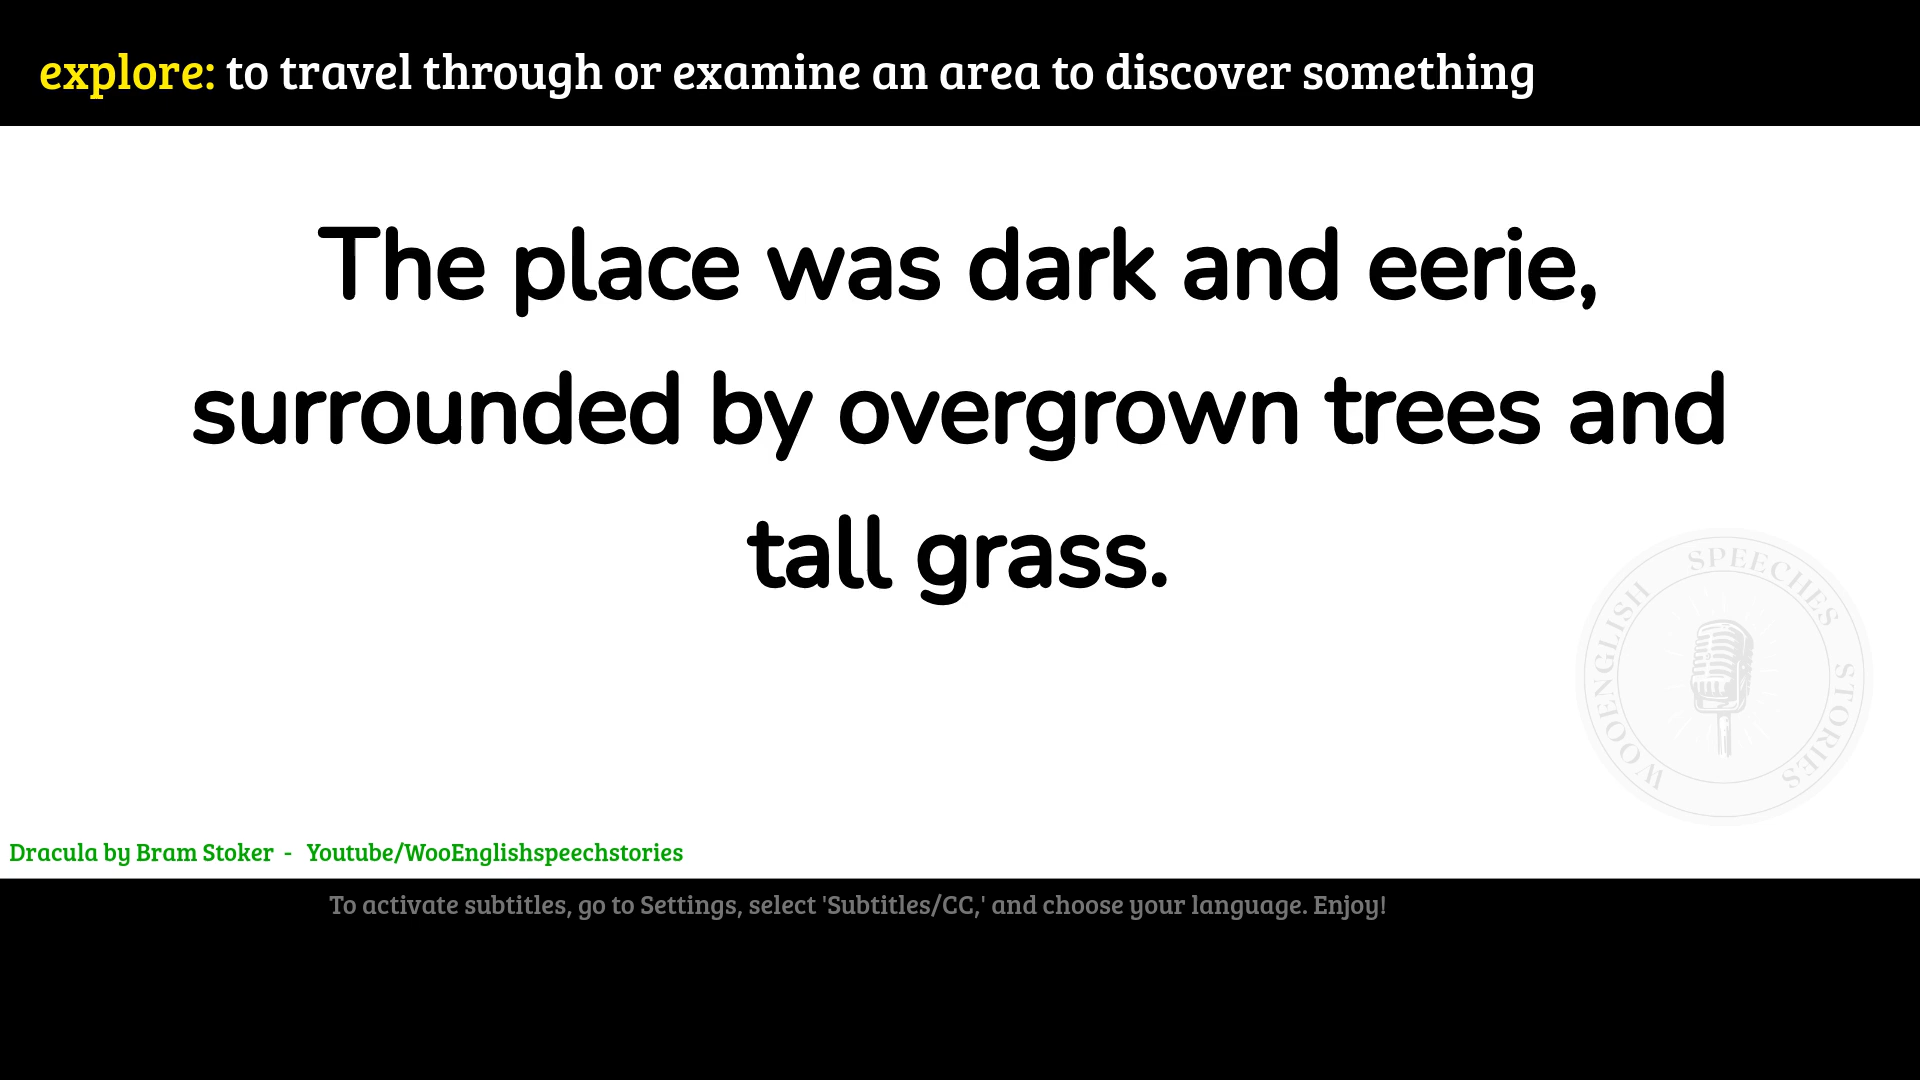 explore: to travel through or examine an area to discover something
The place was dark and eerie,
surrounded by overgrown trees and
tall grass.
WOOENGLISH SPEECHES STORIES
Dracula by Bram Stoker - Youtube/WooEnglishspeechstories
To activate subtitles, go to Settings, select 'Subtitles/CC,' and choose your language. Enjoy!